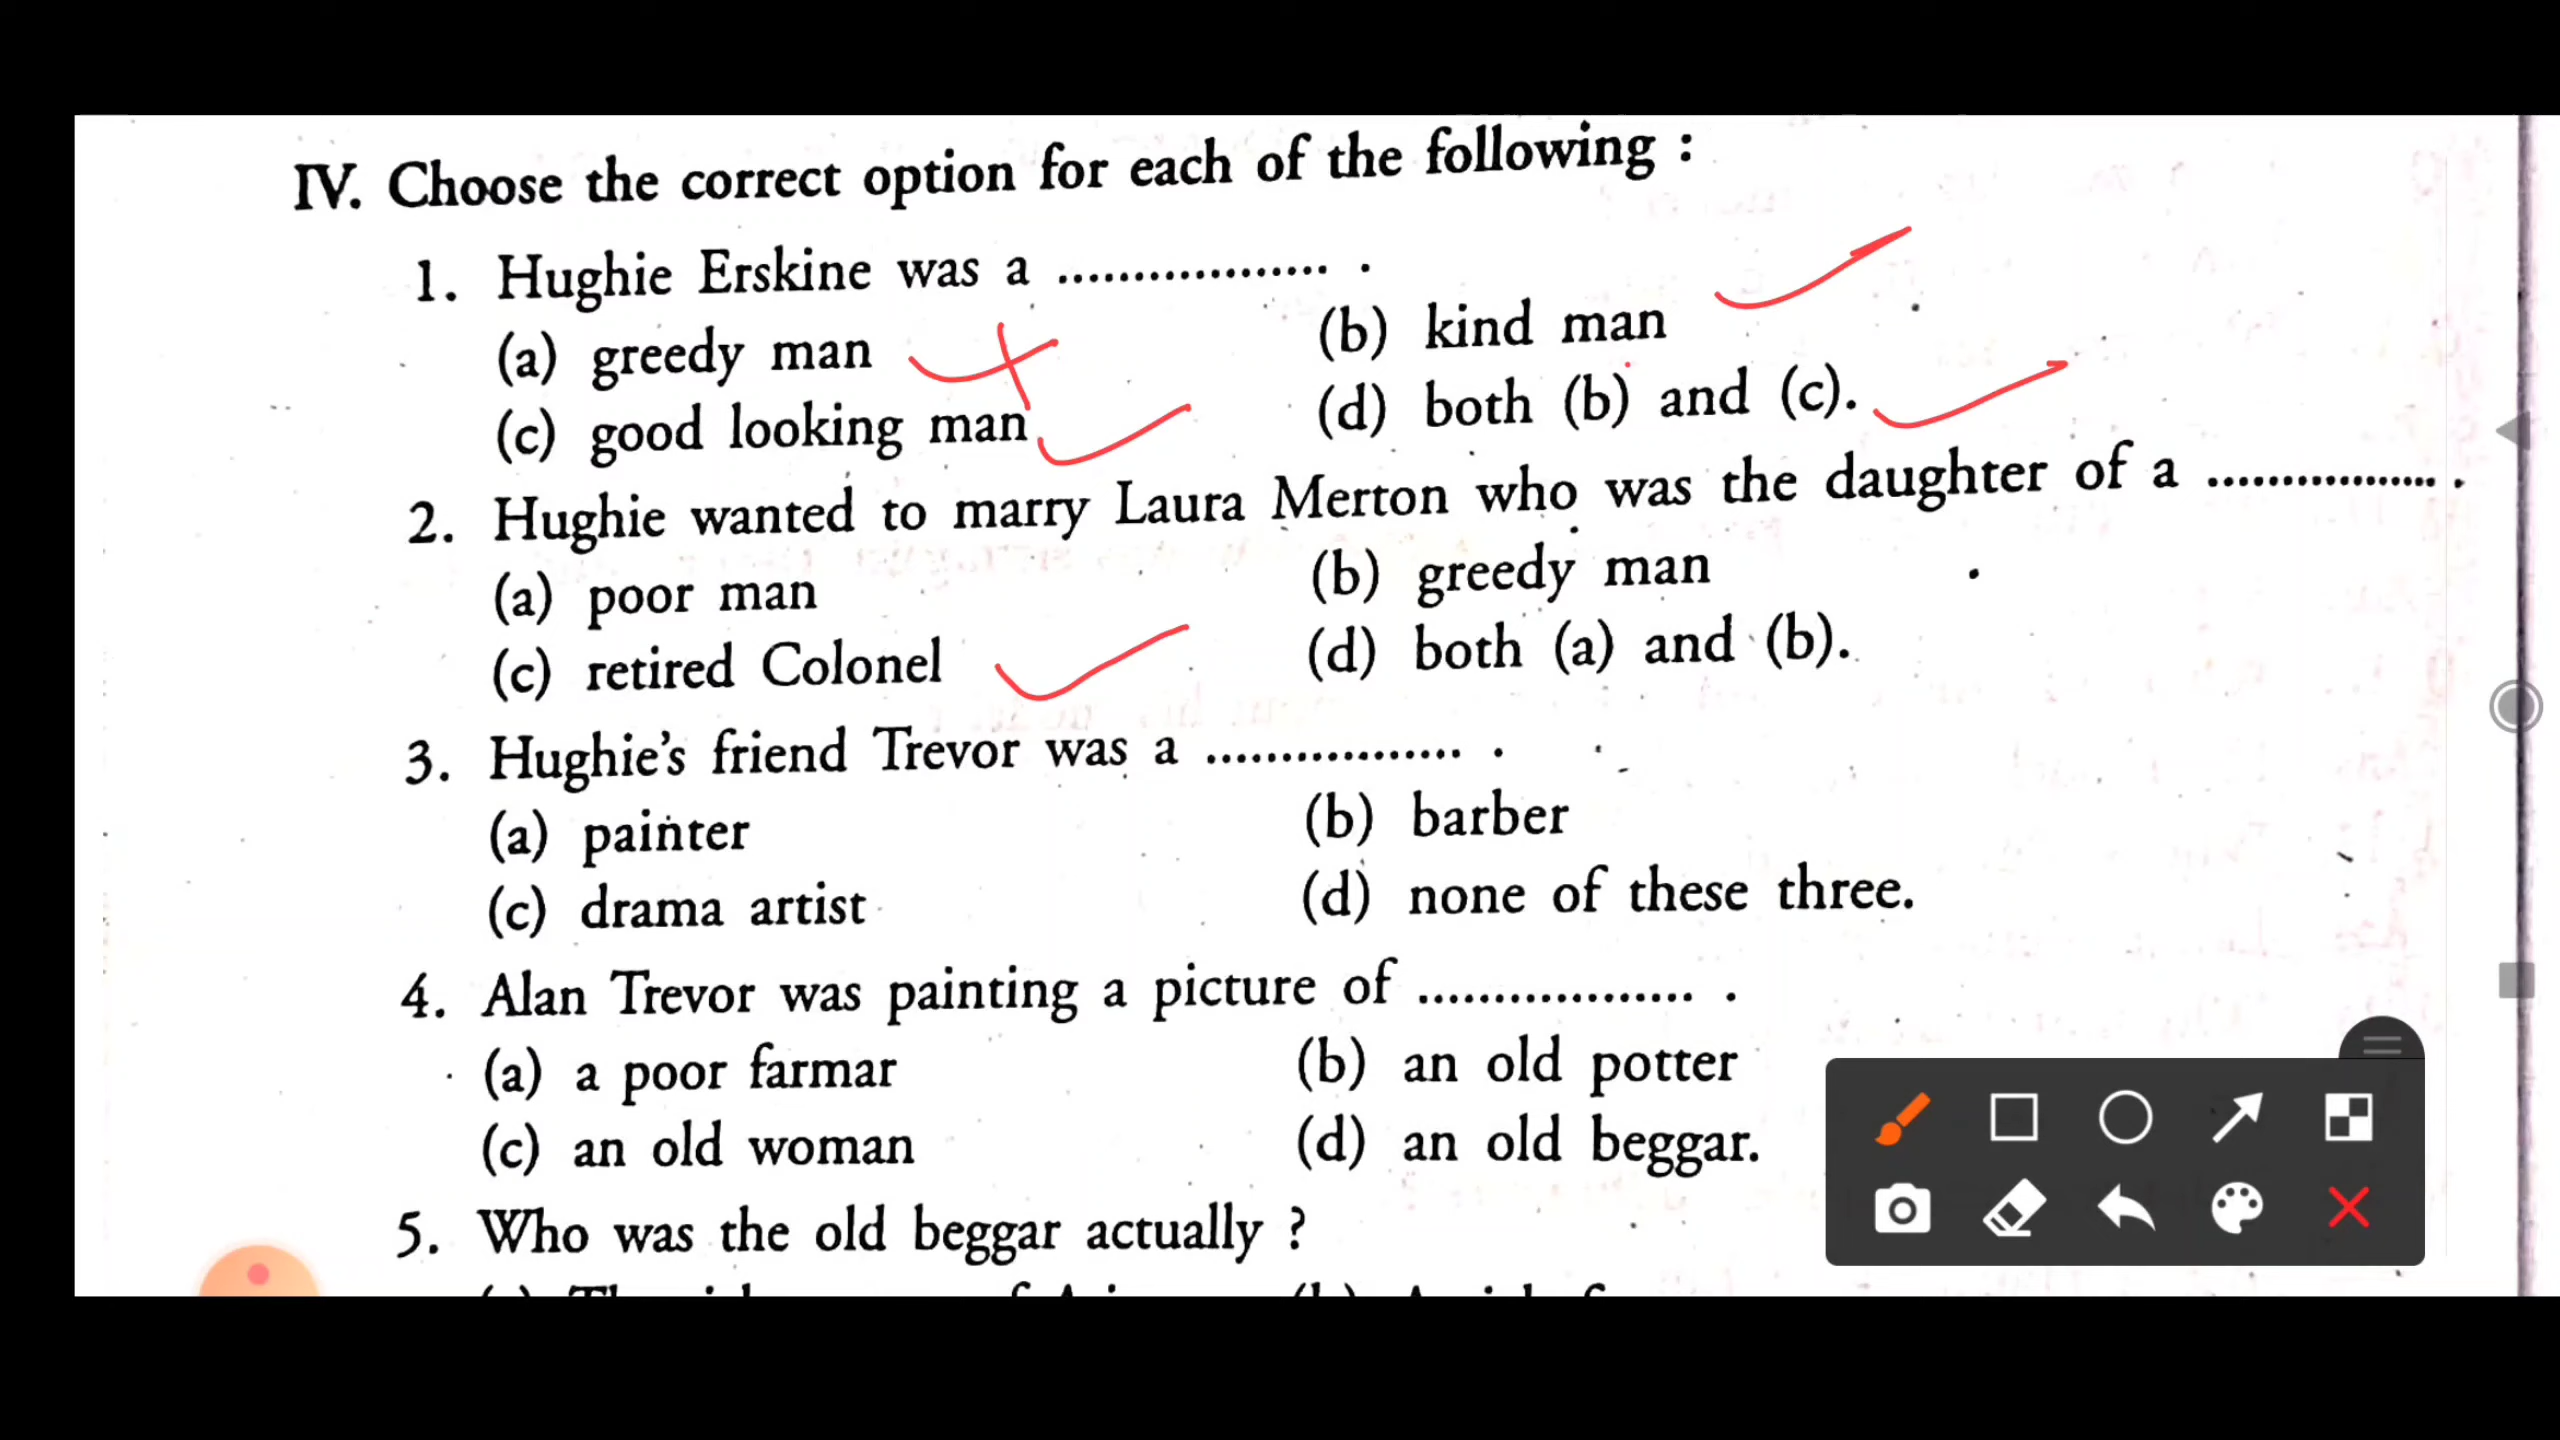 IV. Choose the correct option for each of the following :
1. Hughie Erskine was a .................. .
(a) greedy man (b) kind man
(c) good looking man (d) both (b) and (c).
2. Hughie wanted to marry Laura Merton who was the daughter of a ................. .
(a) poor man (b) greedy man
(c) retired Colonel (d) both (a) and (b).
3. Hughie's friend Trevor was a ................. .
(a) painter (b) barber
(c) drama artist (d) none of these three.
4. Alan Trevor was painting a picture of .................. .
(a) a poor farmar (b) an old potter
(c) an old woman (d) an old beggar.
5. Who was the old beggar actually ?